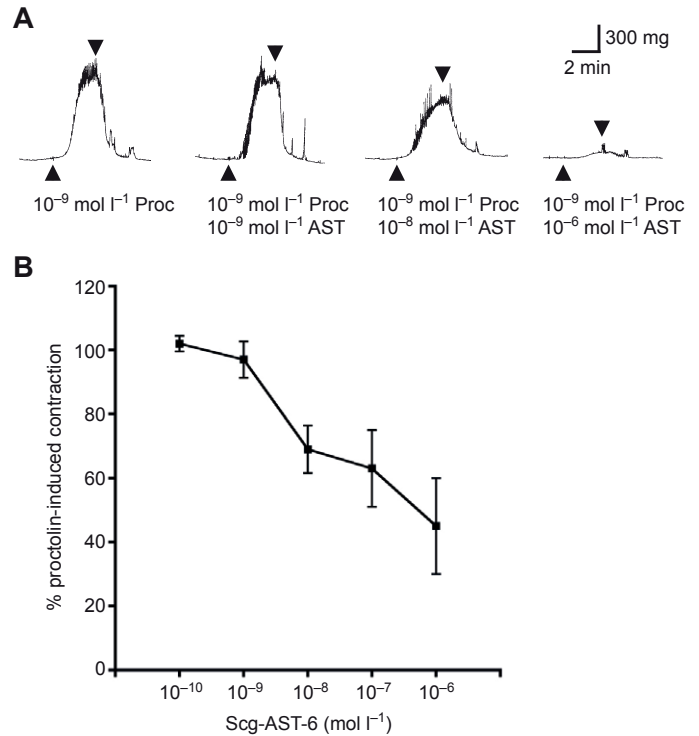 A
300 mg
2 min
10⁻⁹ mol l⁻¹ Proc
10⁻⁹ mol l⁻¹ Proc
10⁻⁹ mol l⁻¹ AST
10⁻⁹ mol l⁻¹ Proc
10⁻⁸ mol l⁻¹ AST
10⁻⁹ mol l⁻¹ Proc
10⁻⁶ mol l⁻¹ AST
B
% proctolin-induced contraction
120
100
80
60
40
20
0
10⁻¹⁰ 10⁻⁹ 10⁻⁸ 10⁻⁷ 10⁻⁶
Scg-AST-6 (mol l⁻¹)